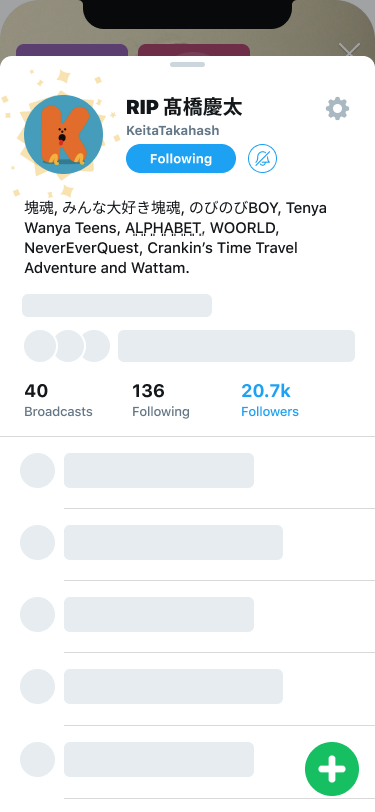 RIP 髙橋慶太
KeitaTakahash
Following
塊魂, みんな大好き塊魂, のびのびBOY, Tenya
Wanya Teens, ALPHABET, WOORLD,
NeverEverQuest, Crankin’s Time Travel
Adventure and Wattam.
40 136 20.7k
Broadcasts Following Followers